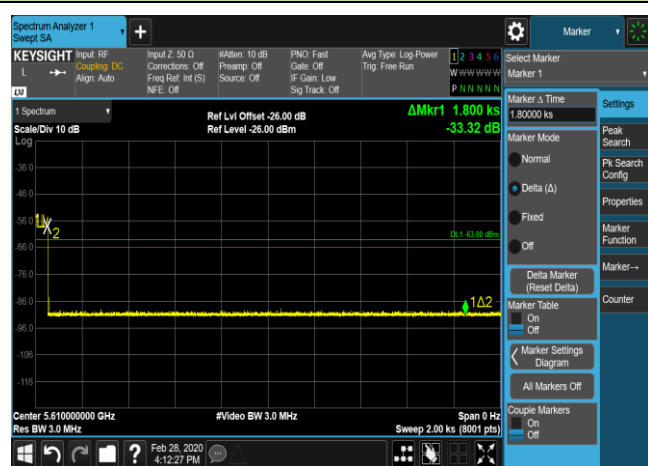 Spectrum Analyzer 1
Swept SA
Marker
KEYSIGHT
L
LXI
Input: RF
Coupling: DC
Align: Auto
Input Z: 50 Ω
Corrections: Off
Freq Ref: Int (S)
NFE: Off
#Atten: 10 dB
Preamp: Off
Source: Off
PNO: Fast
Gate: Off
IF Gain: Low
Sig Track: Off
Avg Type: Log-Power
Trig: Free Run
1 2 3 4 5 6
W W W W W W
P N N N N N
Select Marker
Marker 1
1 Spectrum
Scale/Div 10 dB
Log
Ref Lvl Offset -26.00 dB
Ref Level -26.00 dBm
ΔMkr1 1.800 ks
-33.32 dB
-36.0
-46.0
-56.0
-66.0
-76.0
-86.0
-96.0
-106
-116
2
DL1 -63.00 dBm
1Δ2
Center 5.610000000 GHz
Res BW 3.0 MHz
#Video BW 3.0 MHz
Span 0 Hz
Sweep 2.00 ks (8001 pts)
Marker Δ Time
1.80000 ks
Marker Mode
Normal
Delta (Δ)
Fixed
Off
Delta Marker
(Reset Delta)
Marker Table
On
Off
Marker Settings
Diagram
All Markers Off
Couple Markers
On
Off
Settings
Peak
Search
Pk Search
Config
Properties
Marker
Function
Marker→
Counter
?
Feb 28, 2020
4:12:27 PM